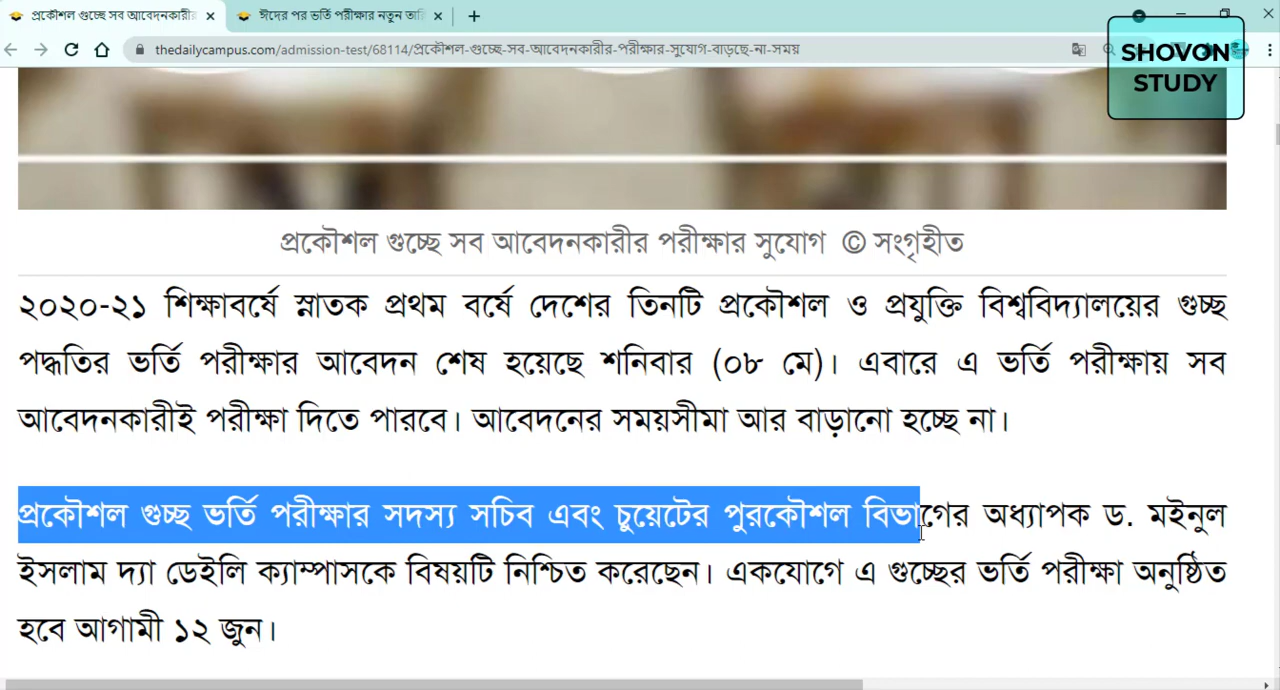 প্রকৌশল গুচ্ছে সব আবেদনকারীর
ঈদের পর ভর্তি পরীক্ষার নতুন
thedailycampus.com/admission-test/68114/প্রকৌশল-গুচ্ছে-সব-আবেদনকারীর-পরীক্ষার-সুযোগ-বাড়ছে-না-সময়
SHOVON
STUDY
প্রকৌশল গুচ্ছে সব আবেদনকারীর পরীক্ষার সুযোগ © সংগৃহীত
২০২০-২১ শিক্ষাবর্ষে স্নাতক প্রথম বর্ষে দেশের তিনটি প্রকৌশল ও প্রযুক্তি বিশ্ববিদ্যালয়ের গুচ্ছ
পদ্ধতির ভর্তি পরীক্ষার আবেদন শেষ হয়েছে শনিবার (০৮ মে)। এবারে এ ভর্তি পরীক্ষায় সব
আবেদনকারীই পরীক্ষা দিতে পারবে। আবেদনের সময়সীমা আর বাড়ানো হচ্ছে না।
প্রকৌশল গুচ্ছ ভর্তি পরীক্ষার সদস্য সচিব এবং চুয়েটের পুরকৌশল বিভাগের অধ্যাপক ড. মইনুল
ইসলাম দ্যা ডেইলি ক্যাম্পাসকে বিষয়টি নিশ্চিত করেছেন। একযোগে এ গুচ্ছের ভর্তি পরীক্ষা অনুষ্ঠিত
হবে আগামী ১২ জুন।